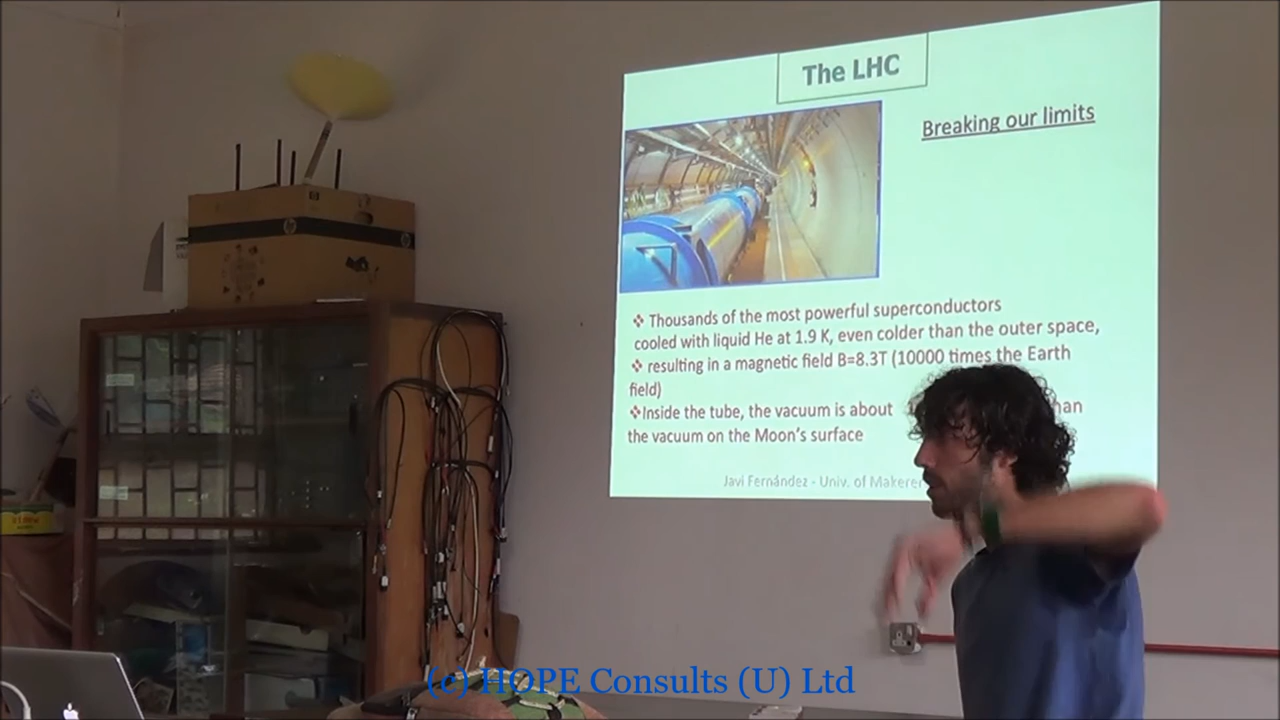 The LHC
Breaking our limits
❖ Thousands of the most powerful superconductors
cooled with liquid He at 1.9 K, even colder than the outer space,
❖ resulting in a magnetic field B=8.3T (10000 times the Earth
field)
❖Inside the tube, the vacuum is about
the vacuum on the Moon's surface
Javi Fernández - Univ. of
(c) HOPE Consults (U) Ltd